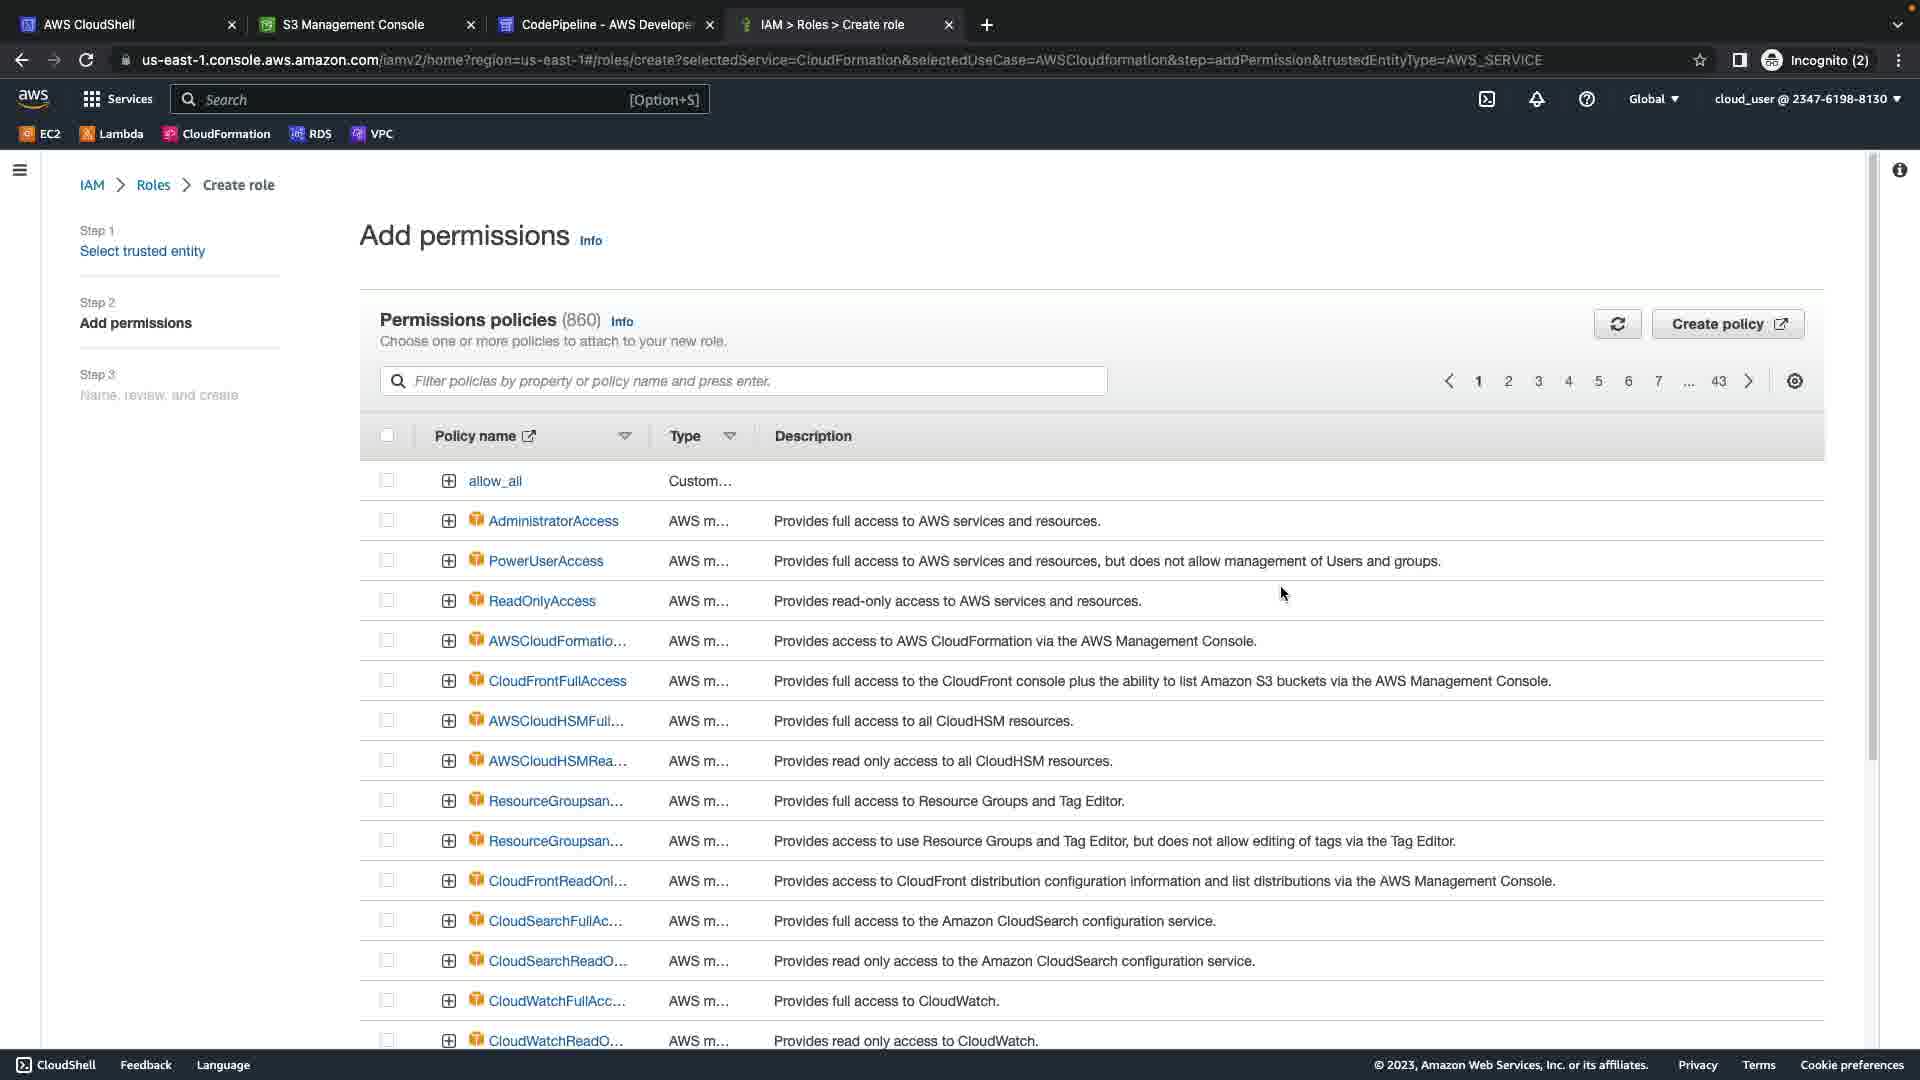 AWS CloudShell
S3 Management Console
CodePipeline - AWS Develope
IAM > Roles > Create role
us-east-1.console.aws.amazon.com/iamv2/home?region=us-east-1#/roles/create?selectedService=CloudFormation&selectedUseCase=AWSCloudformation&step=addPermission&trustedEntityType=AWS_SERVICE
Incognito (2)
aws
Services
Search
[Option+S]
Global
cloud_user @ 2347-6198-8130
EC2
Lambda
CloudFormation
RDS
VPC
IAM > Roles > Create role
Step 1
Select trusted entity
Step 2
Add permissions
Step 3
Name, review, and create
Add permissions Info
Permissions policies (860) Info
Choose one or more policies to attach to your new role.
Create policy
Filter policies by property or policy name and press enter.
1 2 3 4 5 6 7 ... 43
Policy name Type Description
allow_all Custom...
AdministratorAccess AWS m... Provides full access to AWS services and resources.
PowerUserAccess AWS m... Provides full access to AWS services and resources, but does not allow management of Users and groups.
ReadOnlyAccess AWS m... Provides read-only access to AWS services and resources.
AWSCloudFormatio... AWS m... Provides access to AWS CloudFormation via the AWS Management Console.
CloudFrontFullAccess AWS m... Provides full access to the CloudFront console plus the ability to list Amazon S3 buckets via the AWS Management Console.
AWSCloudHSMFull... AWS m... Provides full access to all CloudHSM resources.
AWSCloudHSMRea... AWS m... Provides read only access to all CloudHSM resources.
ResourceGroupsan... AWS m... Provides full access to Resource Groups and Tag Editor.
ResourceGroupsan... AWS m... Provides access to use Resource Groups and Tag Editor, but does not allow editing of tags via the Tag Editor.
CloudFrontReadOnl... AWS m... Provides access to CloudFront distribution configuration information and list distributions via the AWS Management Console.
CloudSearchFullAc... AWS m... Provides full access to the Amazon CloudSearch configuration service.
CloudSearchReadO... AWS m... Provides read only access to the Amazon CloudSearch configuration service.
CloudWatchFullAcc... AWS m... Provides full access to CloudWatch.
CloudWatchReadO... AWS m... Provides read only access to CloudWatch.
CloudShell
Feedback
Language
© 2023, Amazon Web Services, Inc. or its affiliates.
Privacy
Terms
Cookie preferences